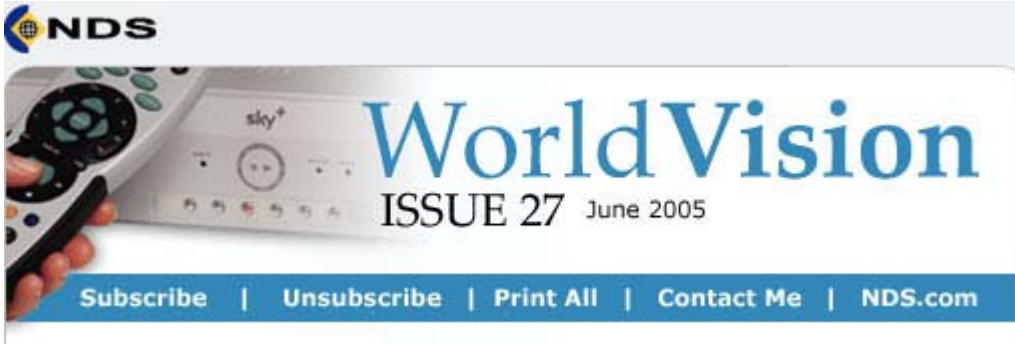 NDS
sky+
WorldVision
ISSUE 27 June 2005
Subscribe | Unsubscribe | Print All | Contact Me | NDS.com